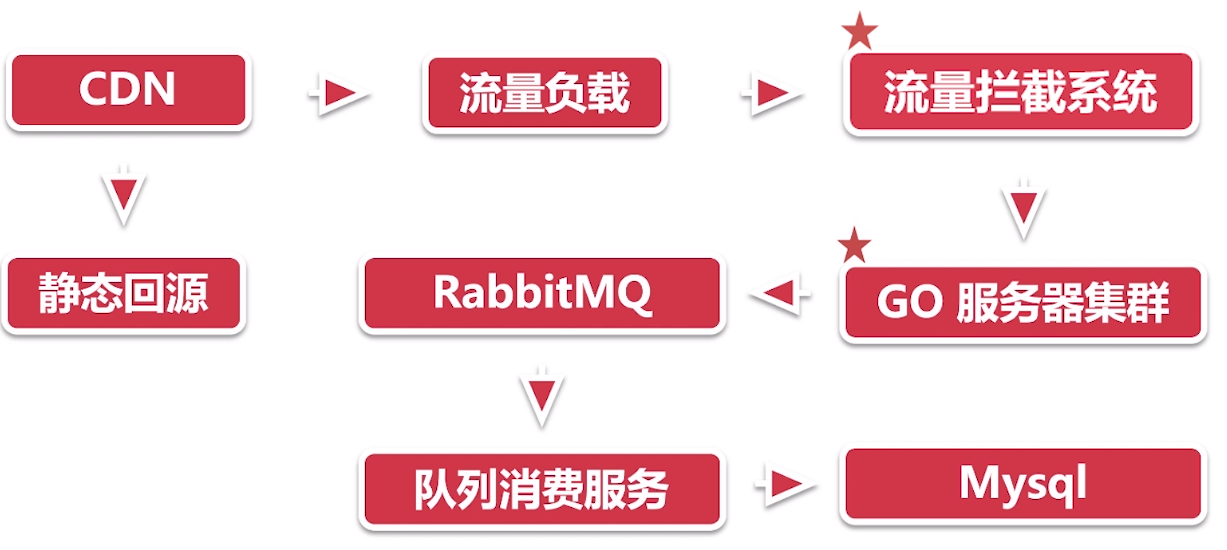 CDN
流量负载
流量拦截系统
静态回源
RabbitMQ
GO 服务器集群
队列消费服务
Mysql